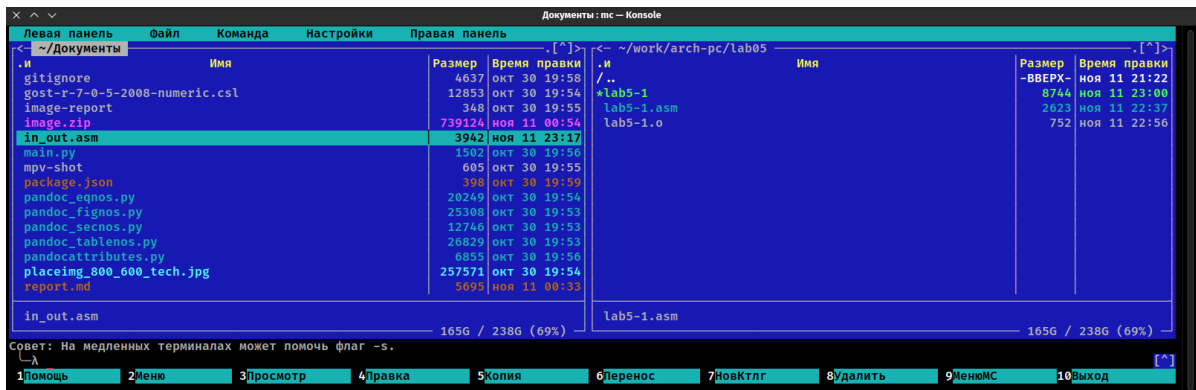 Документы : mc — Konsole
Левая панель Файл Команда Настройки Правая панель
<— ~/Документы .[^]> <— ~/work/arch-pc/lab05 .[^]>
.и Имя Размер Время правки .и Имя Размер Время правки
gitignore 4637 окт 30 19:58 /.. -ВВЕРХ- ноя 11 21:22
gost-r-7-0-5-2008-numeric.csl 12853 окт 30 19:54 *lab5-1 8744 ноя 11 23:00
image-report 348 окт 30 19:55 lab5-1.asm 2623 ноя 11 22:37
image.zip 739124 ноя 11 00:54 lab5-1.o 752 ноя 11 22:56
in_out.asm 3942 ноя 11 23:17
main.py 1502 окт 30 19:56
mpv-shot 605 окт 30 19:55
package.json 398 окт 30 19:59
pandoc_eqnos.py 20249 окт 30 19:54
pandoc_fignos.py 25308 окт 30 19:53
pandoc_secnos.py 12746 окт 30 19:53
pandoc_tablenos.py 26829 окт 30 19:53
pandocattributes.py 6855 окт 30 19:56
placeimg_800_600_tech.jpg 257571 окт 30 19:54
report.md 5695 ноя 11 00:33
in_out.asm lab5-1.asm
165G / 238G (69%) 165G / 238G (69%)
Совет: На медленных терминалах может помочь флаг -s.
λ [^]
1Помощь 2Меню 3Просмотр 4Правка 5Копия 6Перенос 7НовКтлг 8Удалить 9МенюМС 10Выход